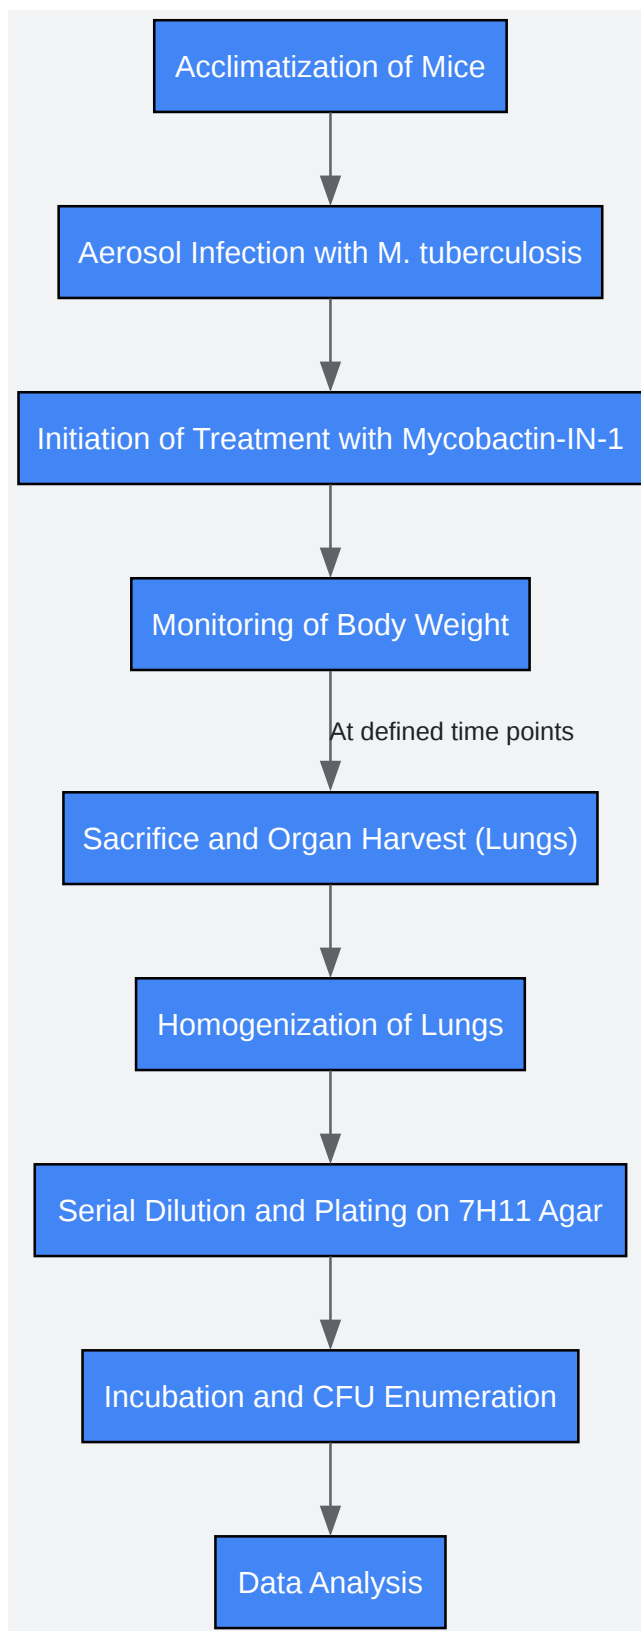 Acclimatization of Mice
Aerosol Infection with M. tuberculosis
Initiation of Treatment with Mycobactin-IN-1
Monitoring of Body Weight
At defined time points
Sacrifice and Organ Harvest (Lungs)
Homogenization of Lungs
Serial Dilution and Plating on 7H11 Agar
Incubation and CFU Enumeration
Data Analysis